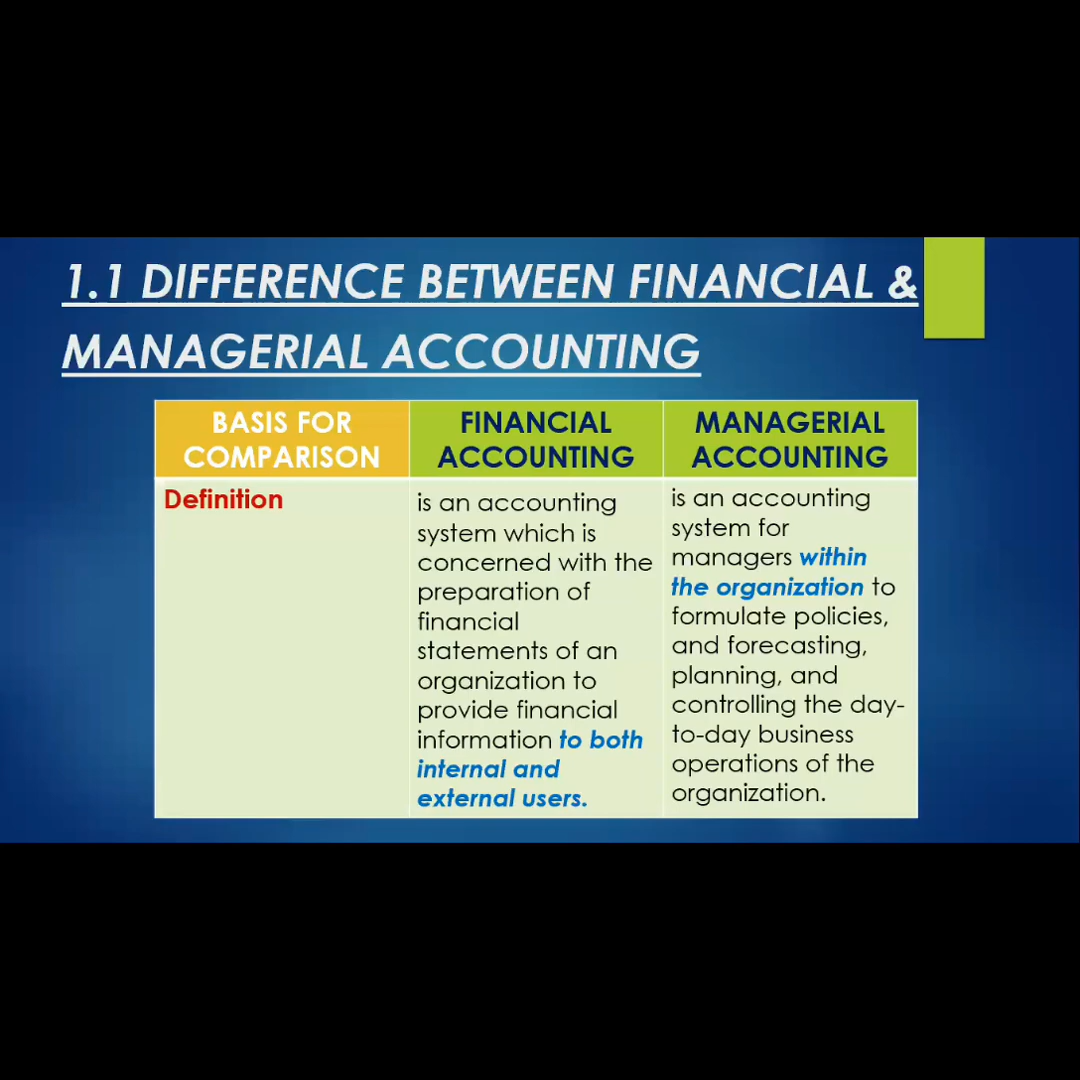 1.1 DIFFERENCE BETWEEN FINANCIAL &
MANAGERIAL ACCOUNTING
BASIS FOR
COMPARISON
FINANCIAL
ACCOUNTING
MANAGERIAL
ACCOUNTING
Definition
is an accounting
system which is
concerned with the
preparation of
financial
statements of an
organization to
provide financial
information to both
internal and
external users.
is an accounting
system for
managers within
the organization to
formulate policies,
and forecasting,
planning, and
controlling the day-
to-day business
operations of the
organization.